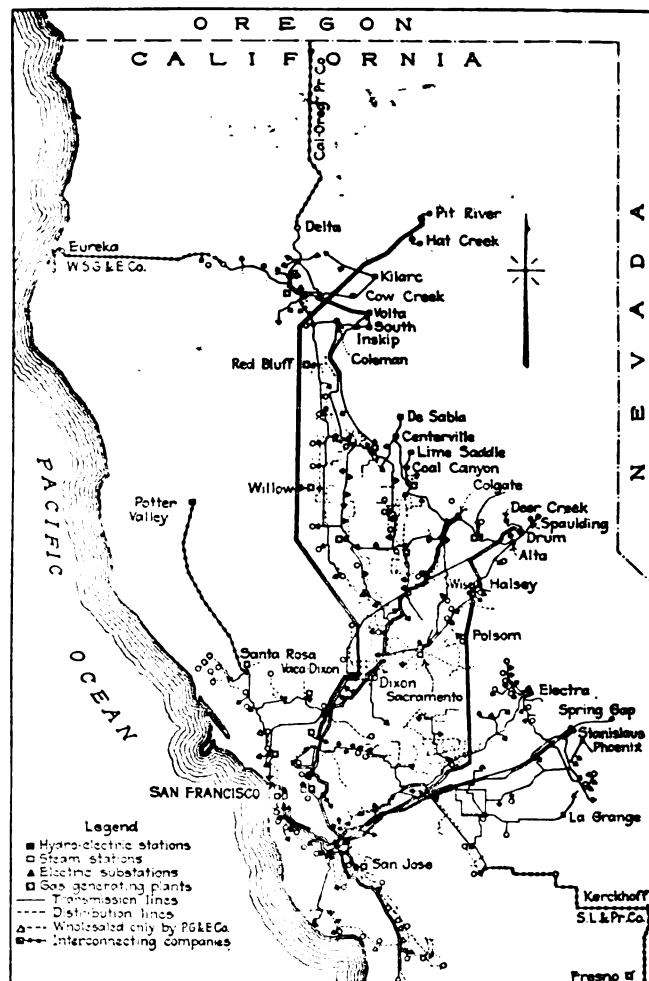 OREGON
CALIFORNIA
Cal-Oreg. Pr Co
NEVADA
Pit River
Delta
Hat Creek
Eureka
W.S.G.& E.Co.
Kilarc
Cow Creek
Volta
South
Inskip
Coleman
Red Bluff
De Sabla
Centerville
Lime Saddle
Coal Canyon
Willow
Colgate
Potter
Valley
Deer Creek
Spaulding
Drum
Alta
Wise
Halsey
PACIFIC
OCEAN
Folsom
Santa Rosa
Vaca-Dixon
Dixon
Sacramento
Electra
Spring Gap
Stanislaus
Phoenix
SAN FRANCISCO
La Grange
San Jose
Legend
Hydro-electric stations
Steam stations
Electric substations
Gas generating plants
Transmission lines
Distribution lines
Wholesaled only by P.G.&E.Co.
Interconnecting companies
Kerckhoff
S.L.& Pr.Co.
Fresno